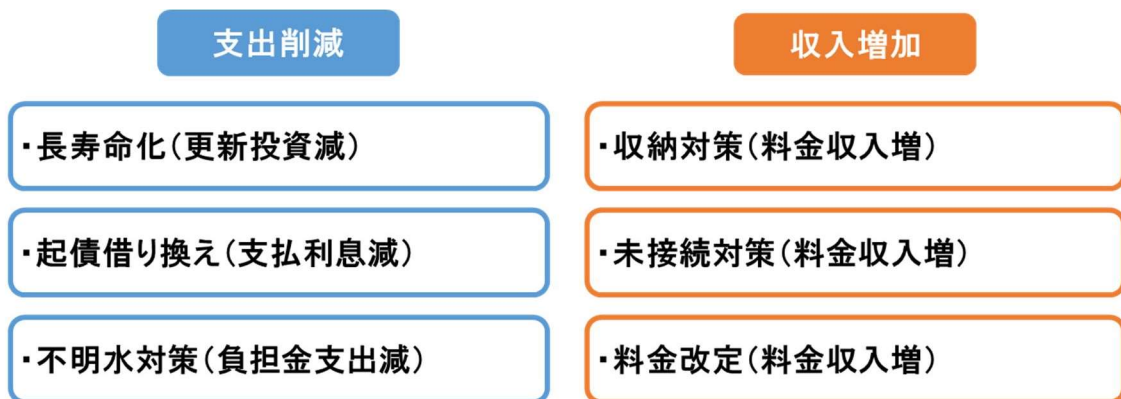 支出削減
・長寿命化(更新投資減)
・起債借り換え(支払利息減)
・不明水対策(負担金支出減)
収入増加
・収納対策(料金収入増)
・未接続対策(料金収入増)
・料金改定(料金収入増)